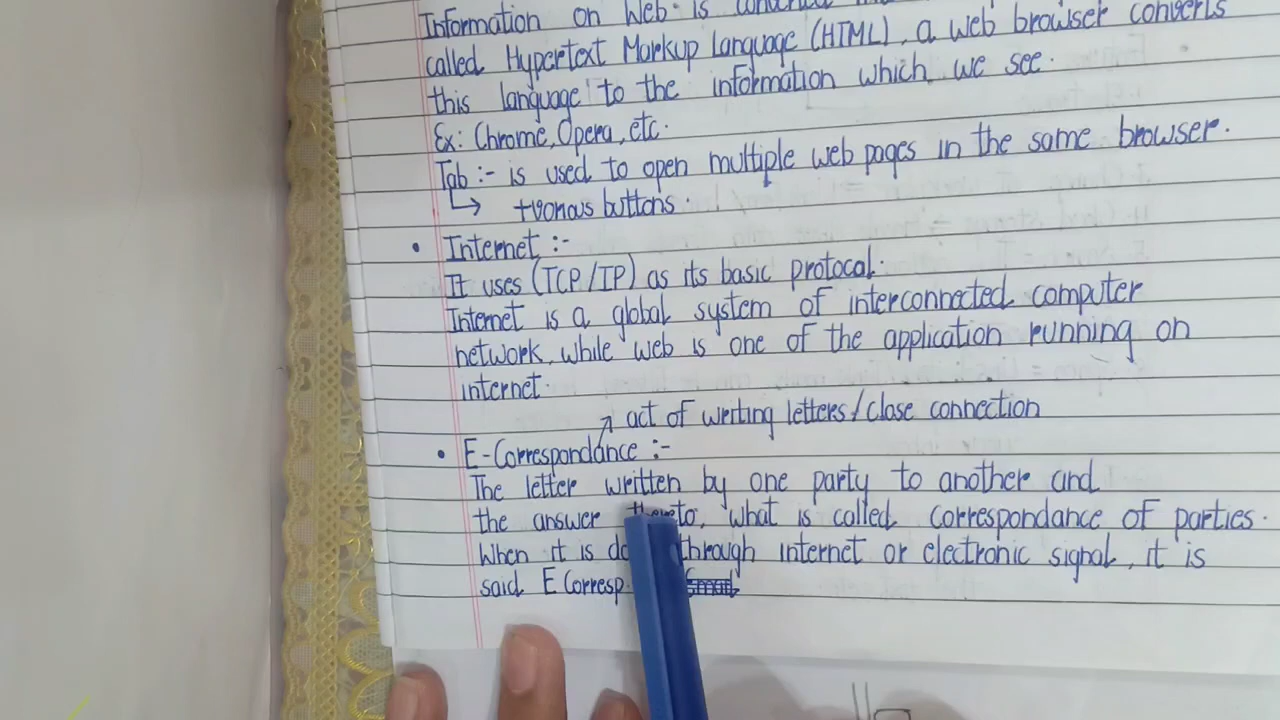 Information on Web is
called Hypertext Markup Language (HTML), a web browser converts
this language to the information which we see.
Ex: Chrome, Opera, etc.
Tab :- is used to open multiple web pages in the same browser.
↳ +various buttons.
• Internet :-
It uses (TCP/IP) as its basic protocol.
Internet is a global system of interconnected computer
network, while web is one of the application running on
internet.
↗ act of writing letters/close connection
• E-Correspondance :-
The letter written by one party to another and
the answer thereto, what is called correspondance of parties.
When it is through internet or electronic signal, it is
said E Corresp